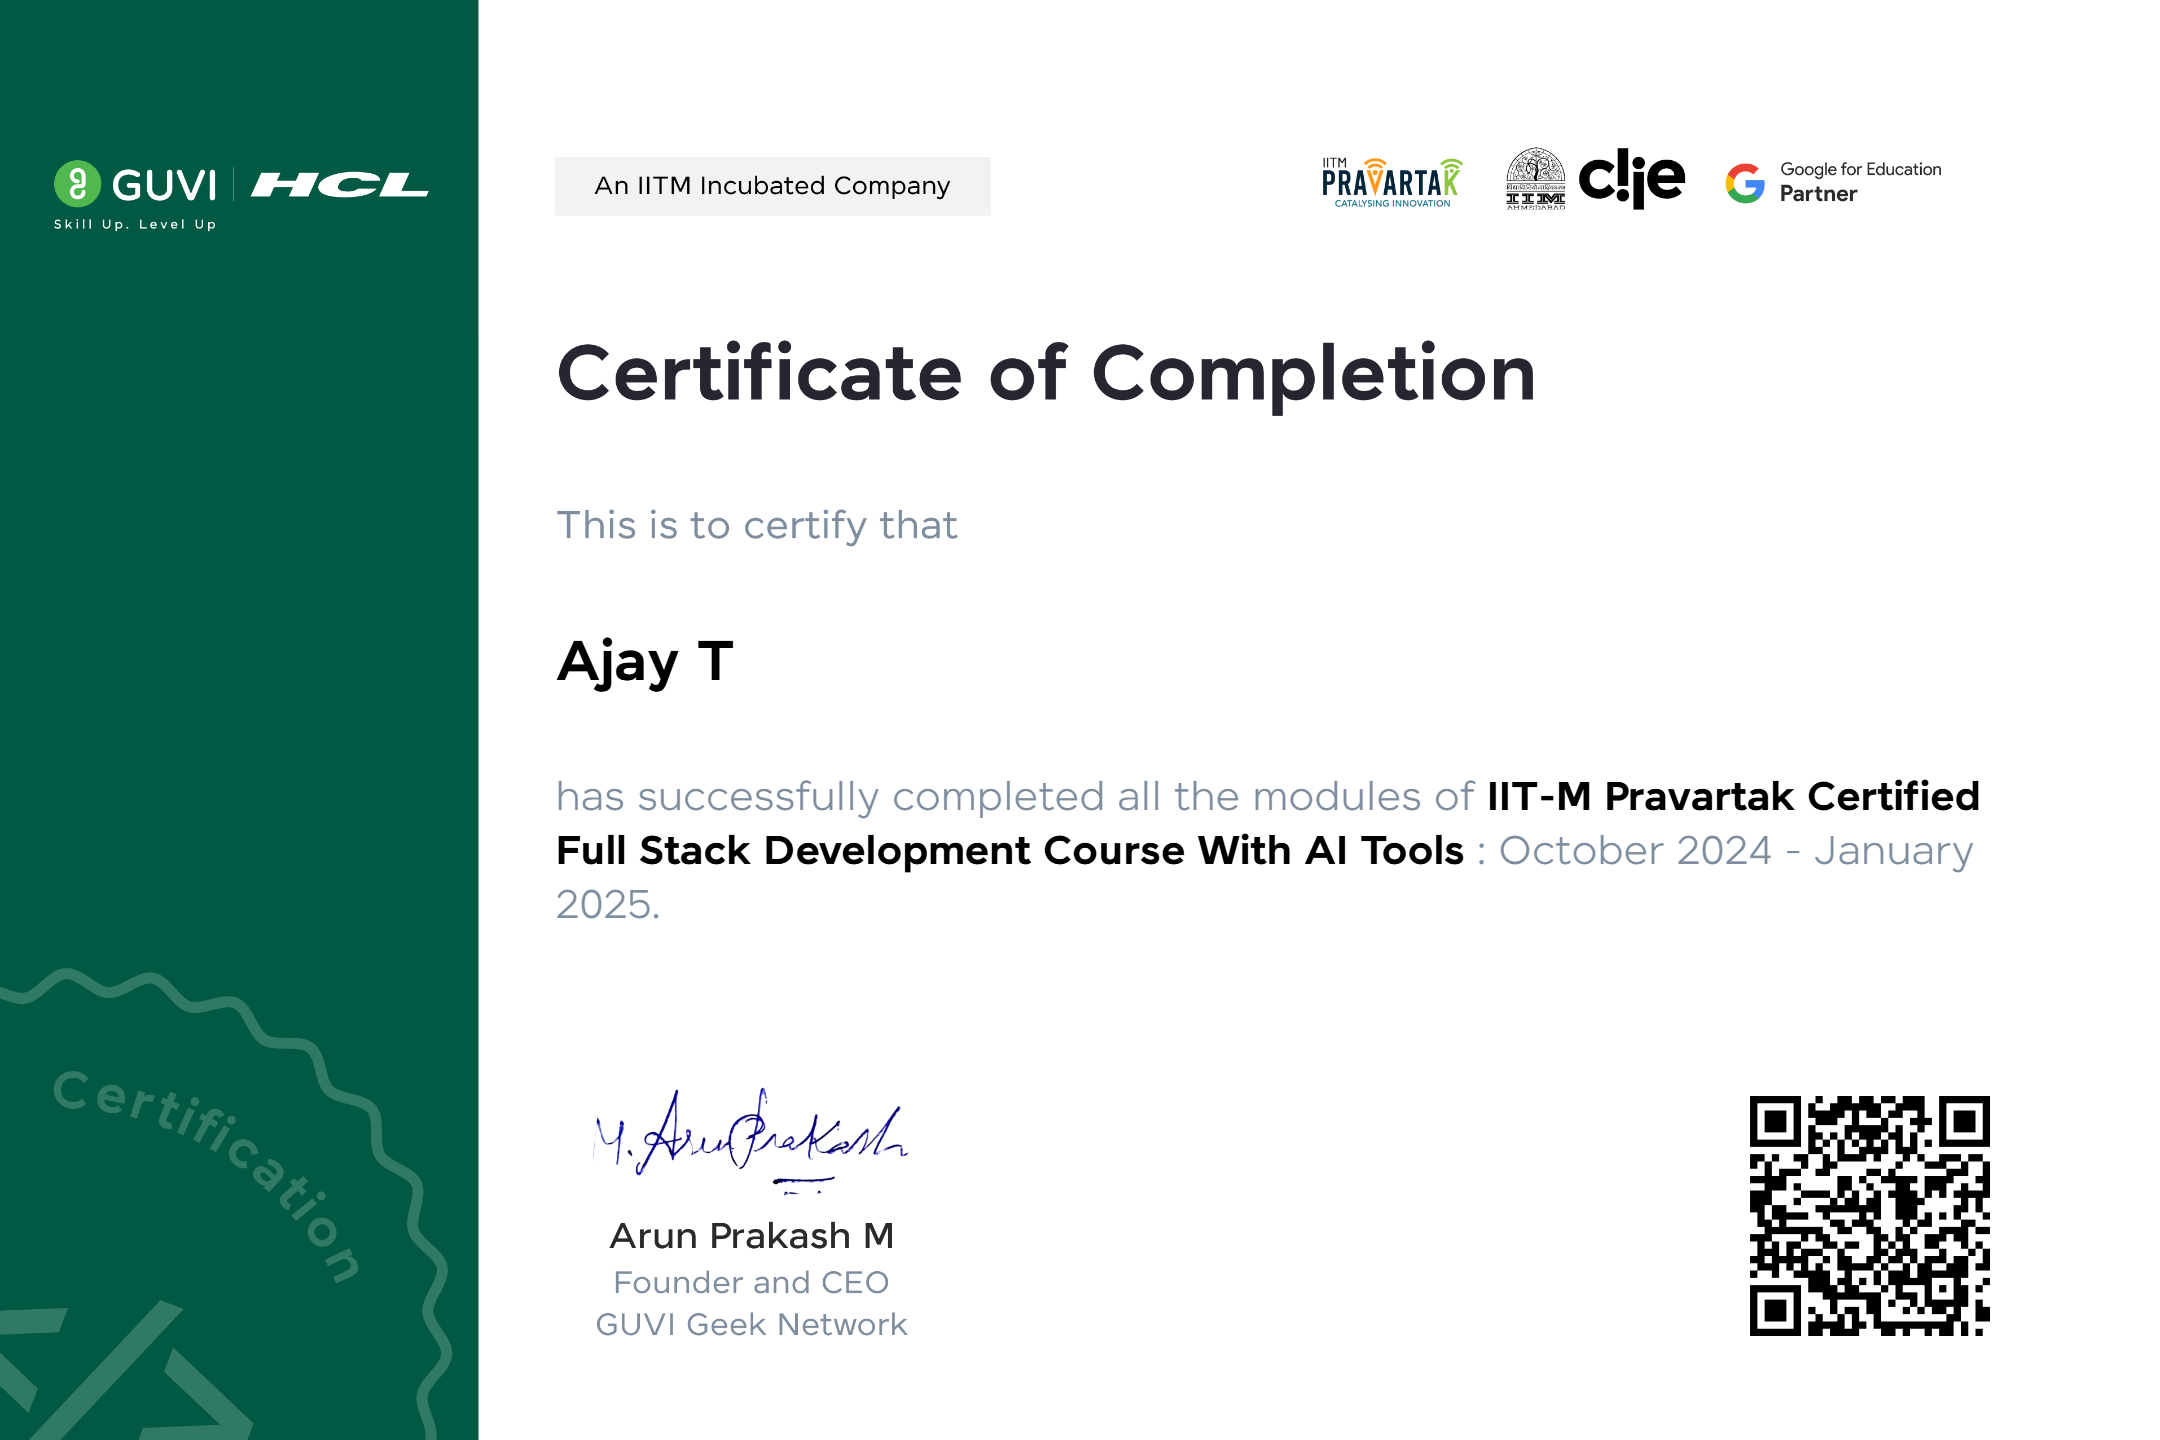 GUVI HCL
Skill Up. Level Up
An IITM Incubated Company
IITM
PRAVARTAK
CATALYSING INNOVATION
IIM
AHMEDABAD
c!ie
Google for Education
Partner
Certificate of Completion
This is to certify that
Ajay T
has successfully completed all the modules of IIT-M Pravartak Certified
Full Stack Development Course With AI Tools : October 2024 - January
2025.
Certification
</>
M. Arun Prakash
Arun Prakash M
Founder and CEO
GUVI Geek Network